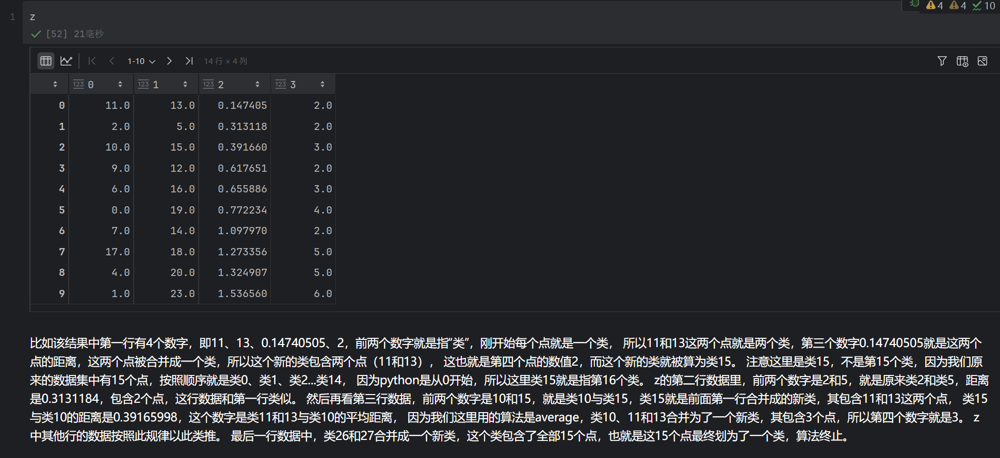 4 4 10
1 z
[52] 21毫秒
1-10 14 行 × 4 列
123 0 123 1 123 2 123 3
0 11.0 13.0 0.147405 2.0
1 2.0 5.0 0.313118 2.0
2 10.0 15.0 0.391660 3.0
3 9.0 12.0 0.617651 2.0
4 6.0 16.0 0.655886 3.0
5 0.0 19.0 0.772234 4.0
6 7.0 14.0 1.097970 2.0
7 17.0 18.0 1.273356 5.0
8 4.0 20.0 1.324907 5.0
9 1.0 23.0 1.536560 6.0
比如该结果中第一行有4个数字，即11、13、0.14740505、2，前两个数字就是指“类”，刚开始每个点就是一个类， 所以11和13这两个点就是两个类，第三个数字0.14740505就是这两个
点的距离，这两个点被合并成一个类，所以这个新的类包含两个点（11和13）， 这也就是第四个点的数值2，而这个新的类就被算为类15。 注意这里是类15，不是第15个类，因为我们原
来的数据集中有15个点，按照顺序就是类0、类1、类2...类14， 因为python是从0开始，所以这里类15就是指第16个类。 z的第二行数据里，前两个数字是2和5，就是原来类2和类5，距离
是0.3131184，包含2个点，这行数据和第一行类似。 然后再看第三行数据，前两个数字是10和15，就是类10与类15，类15就是前面第一行合并成的新类，其包含11和13这两个点， 类15
与类10的距离是0.39165998，这个数字是类11和13与类10的平均距离， 因为我们这里用的算法是average，类10、11和13合并为了一个新类，其包含3个点，所以第四个数字就是3。 z
中其他行的数据按照此规律以此类推。 最后一行数据中，类26和27合并成一个新类，这个类包含了全部15个点，也就是这15个点最终划为了一个类，算法终止。